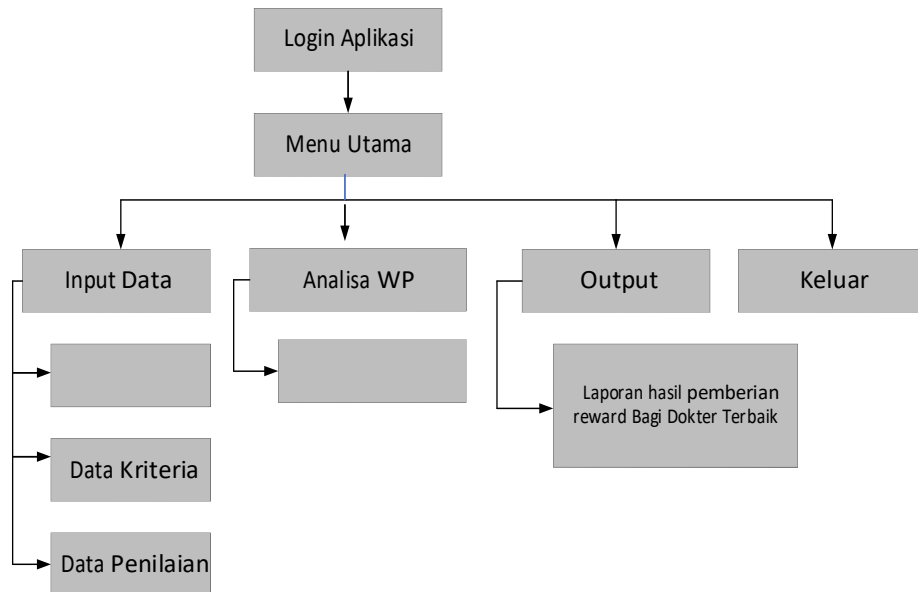 Login Aplikasi
Menu Utama
Input Data
Analisa WP
Output
Keluar
Laporan hasil pemberian
reward Bagi Dokter Terbaik
Data Kriteria
Data Penilaian